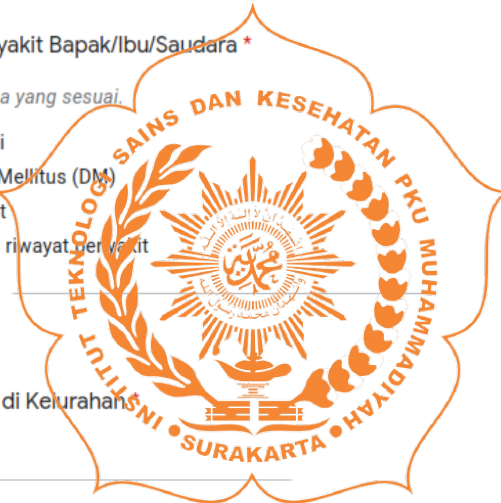 yakit Bapak/Ibu/Saudara *
a yang sesuai.
i
Mellitus (DM)
t
riwayat penyakit
di Kelurahan *
INSTITUT TEKNOLOGI SAINS DAN KESEHATAN PKU MUHAMMADIYAH
SURAKARTA
محمد